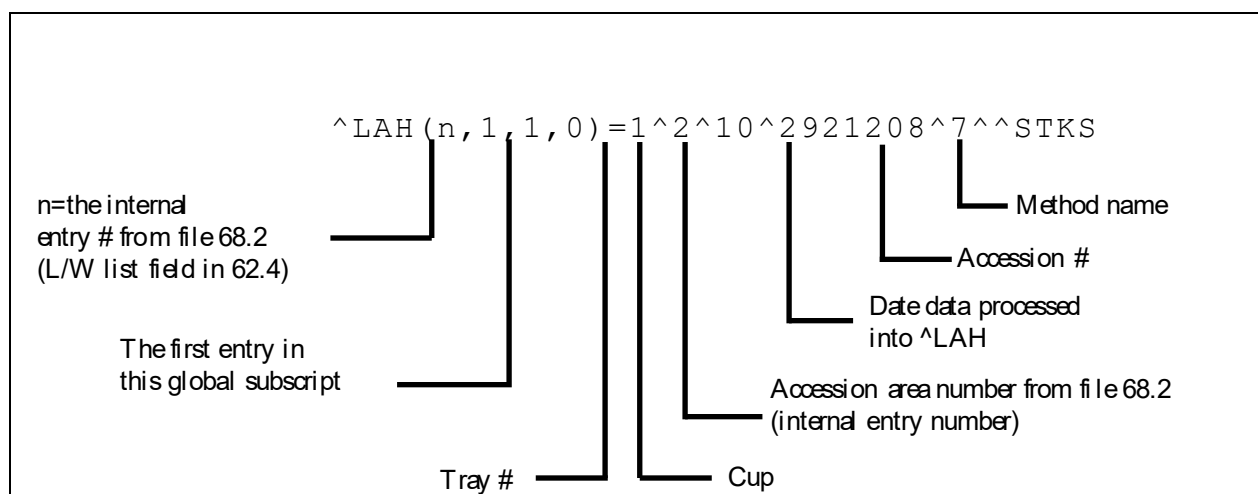 ^LAH(n,1,1,0)=1^2^10^2921208^7^^STKS
n=the internal
entry # from file 68.2
(L/W list field in 62.4)
Method name
Accession #
Date data processed
into ^LAH
The first entry in
this global subscript
Accession area number from file 68.2
(internal entry number)
Tray #
Cup